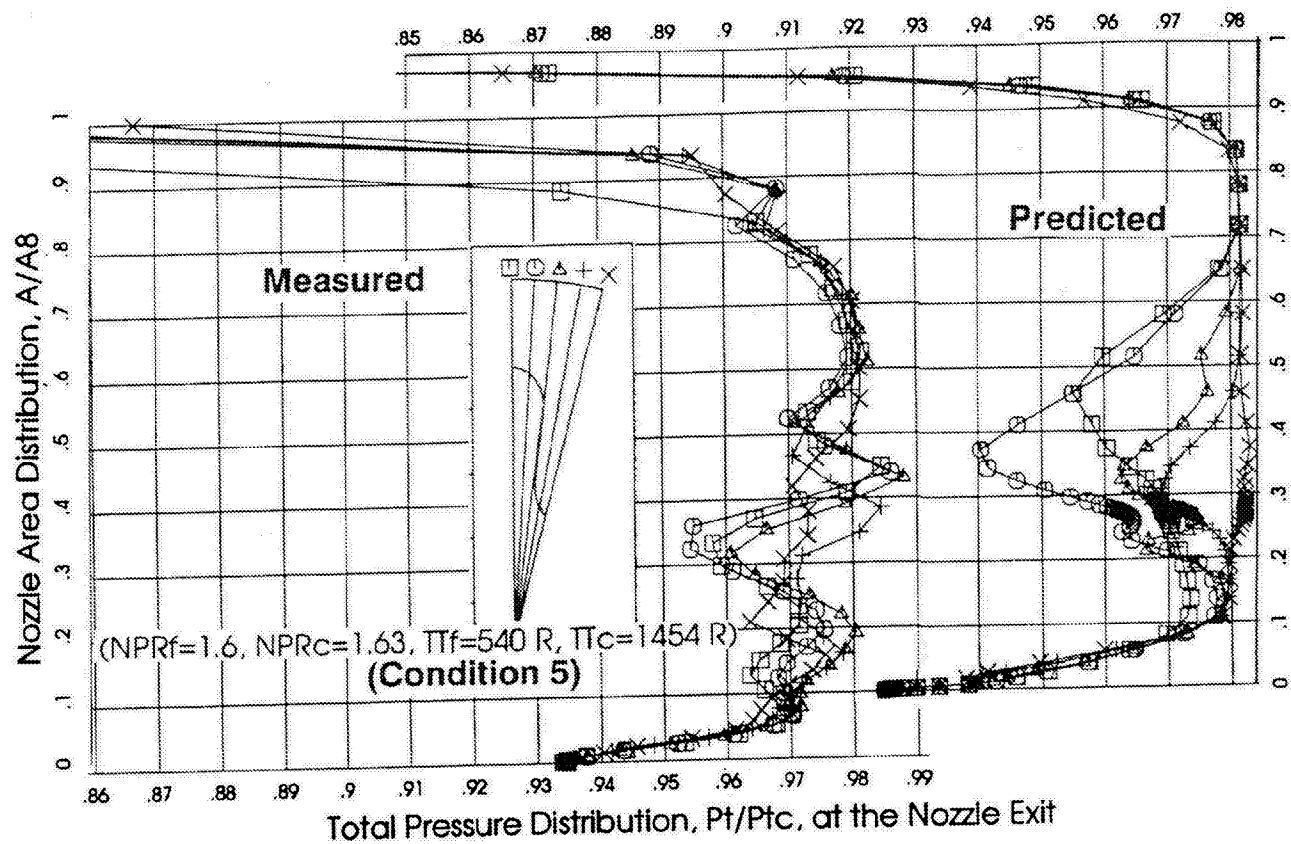 .85 .86 .87 .88 .89 .90 .91 .92 .93 .94 .95 .96 .97 .98
1
.9
.8
.7
.6
.5
.4
.3
.2
.1
0
Predicted
Measured
Nozzle Area Distribution, A/A8
1
.9
.8
.7
.6
.5
.4
.3
.2
.1
0
(NPRf=1.6, NPRc=1.63, TTf=540 R, TTc=1454 R)
(Condition 5)
.86 .87 .88 .89 .9 .91 .92 .93 .94 .95 .96 .97 .98 .99
Total Pressure Distribution, Pt/Ptc, at the Nozzle Exit